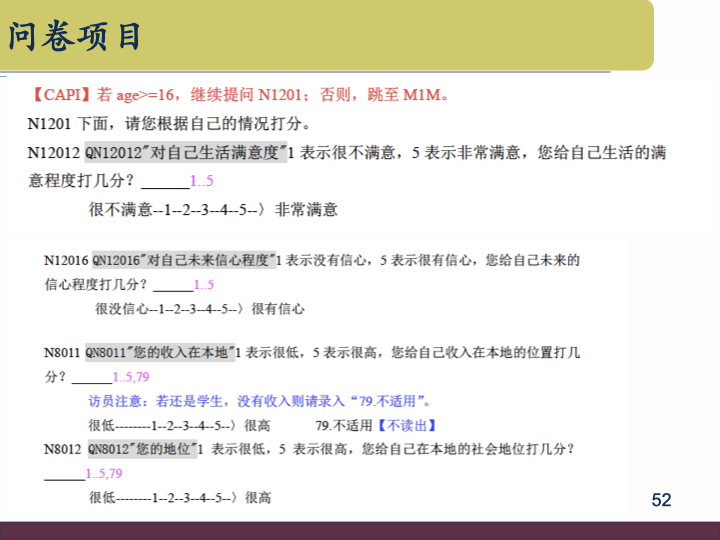 问卷项目
【CAPI】若 age>=16，继续提问 N1201；否则，跳至 M1M。
N1201 下面，请您根据自己的情况打分。
N12012 QN12012"对自己生活满意度"1 表示很不满意，5 表示非常满意，您给自己生活的满
意程度打几分？______1..5
很不满意--1--2--3--4--5--〉非常满意
N12016 QN12016"对自己未来信心程度"1 表示没有信心，5 表示很有信心，您给自己未来的
信心程度打几分？______1..5
很没信心--1--2--3--4--5--〉很有信心
N8011 QN8011"您的收入在本地"1 表示很低，5 表示很高，您给自己收入在本地的位置打几
分？______1..5,79
访员注意：若还是学生，没有收入则请录入“79.不适用”。
很低--------1--2--3--4--5--〉很高 79.不适用【不读出】
N8012 QN8012"您的地位"1 表示很低，5 表示很高，您给自己在本地的社会地位打几分？
______1..5,79
很低--------1--2--3--4--5--〉很高
52